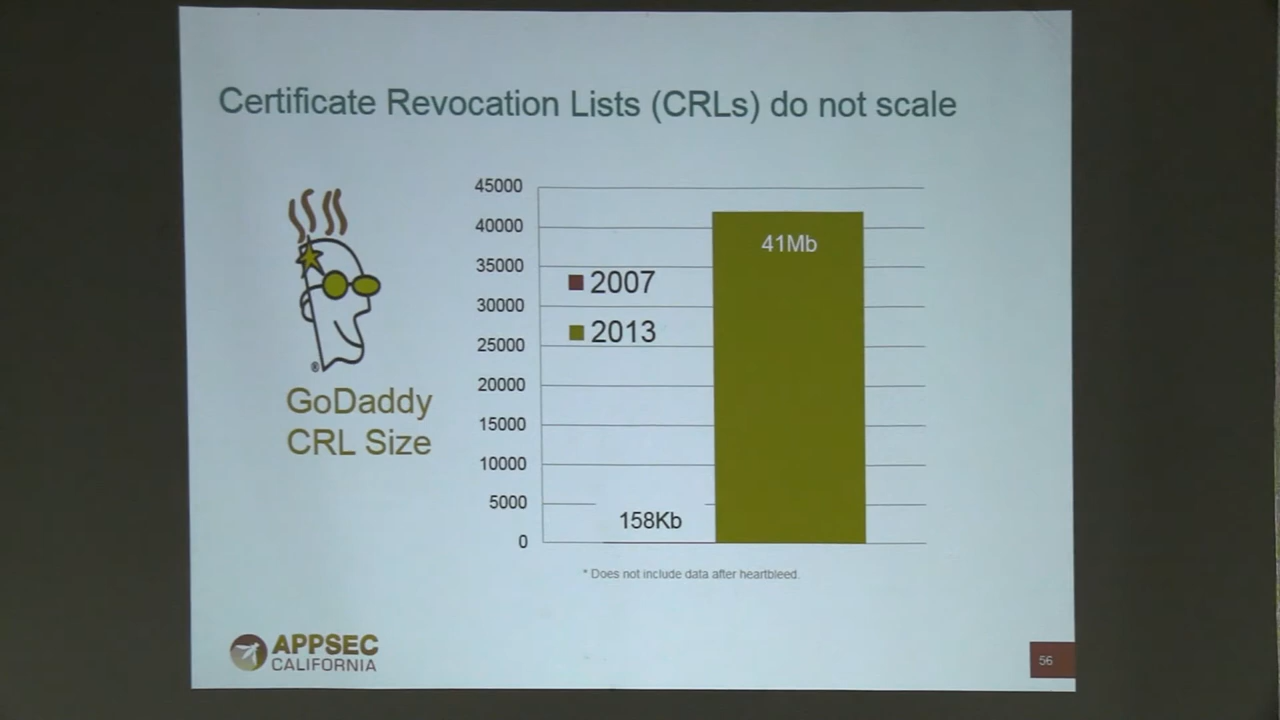 Certificate Revocation Lists (CRLs) do not scale
45000
40000
35000
30000
25000
20000
15000
10000
5000
0
2007
2013
41Mb
158Kb
®
GoDaddy
CRL Size
* Does not include data after heartbleed.
APPSEC
CALIFORNIA
56